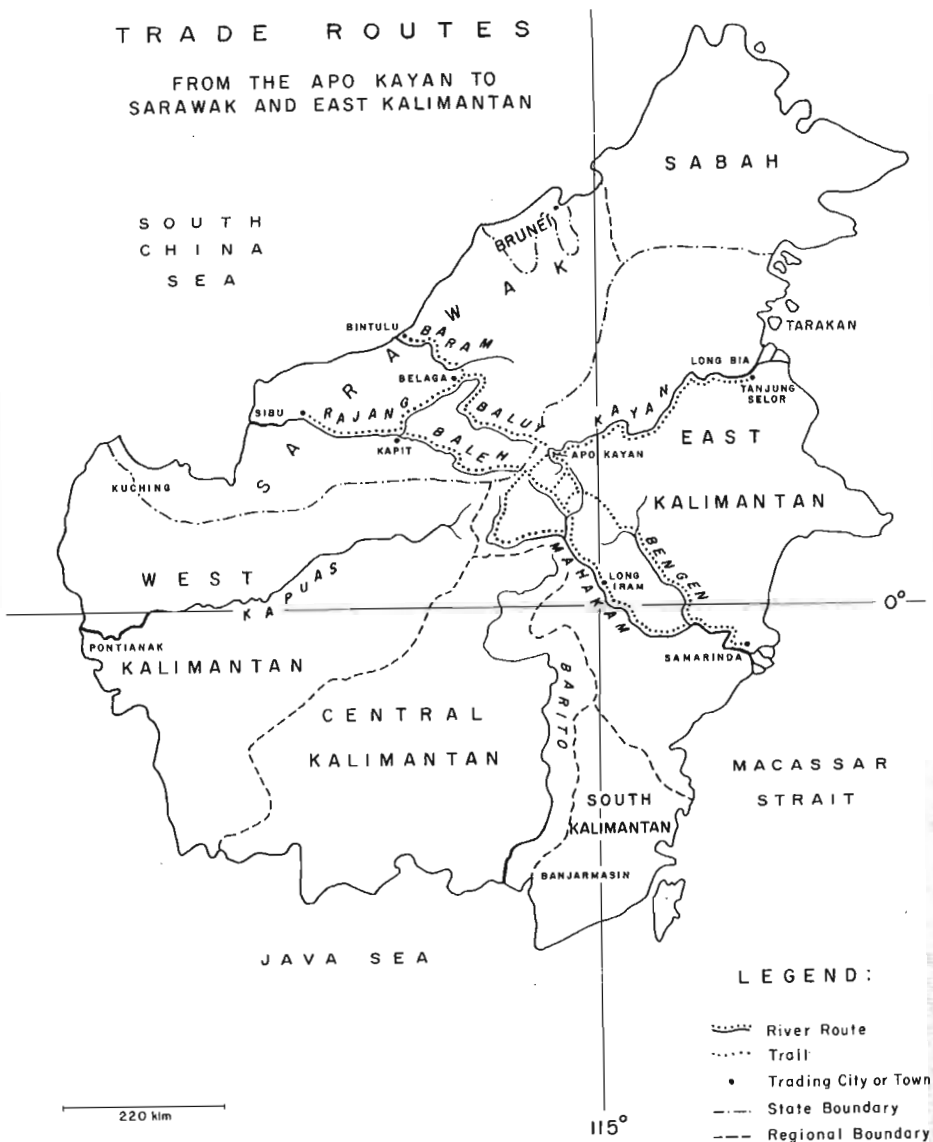 TRADE ROUTES
FROM THE APO KAYAN TO
SARAWAK AND EAST KALIMANTAN
SABAH
SOUTH
CHINA
SEA
BRUNEI
SARAWAK
TARAKAN
BINTULU
BARAM
LONG BIA
BELAGA
TANJUNG
SELOR
KAYAN
SIBU
RAJANG
BALUY
EAST
KAPIT
BALEH
APO KAYAN
KUCHING
KALIMANTAN
BENGEN
WEST
KAPUAS
MAHAKAM
LONG
IRAM
0°
PONTIANAK
SAMARINDA
KALIMANTAN
BARITO
CENTRAL
KALIMANTAN
MACASSAR
STRAIT
SOUTH
KALIMANTAN
BANJARMASIN
JAVA SEA
LEGEND:
River Route
Trail
Trading City or Town
State Boundary
Regional Boundary
220 klm
115°